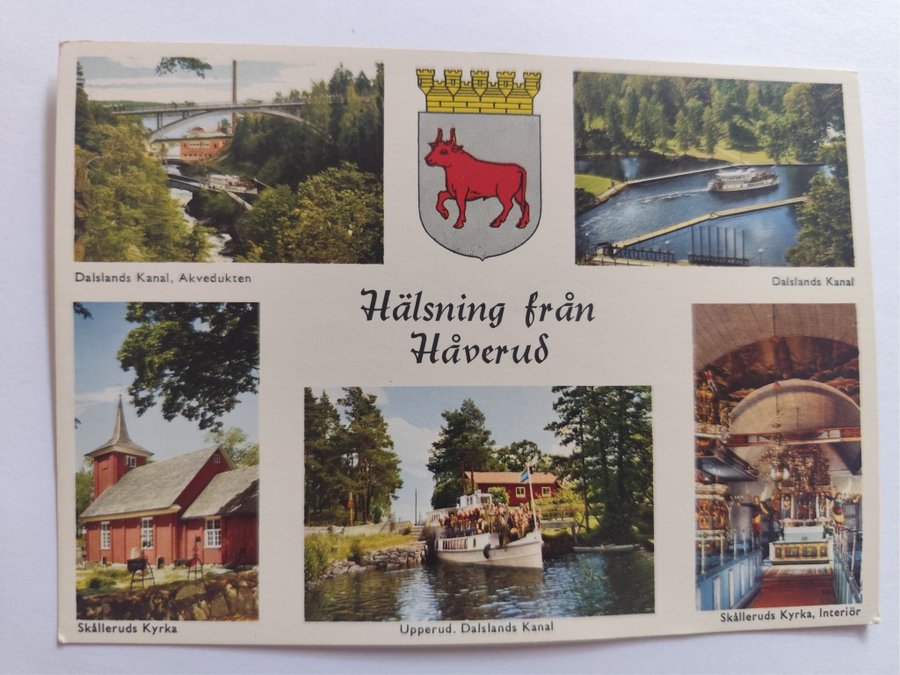 Dalslands Kanal, Akvedukten
Dalslands Kanal
Hälsning från
Håverud
Skålleruds Kyrka
Upperud. Dalslands Kanal
Skålleruds Kyrka, Interiör